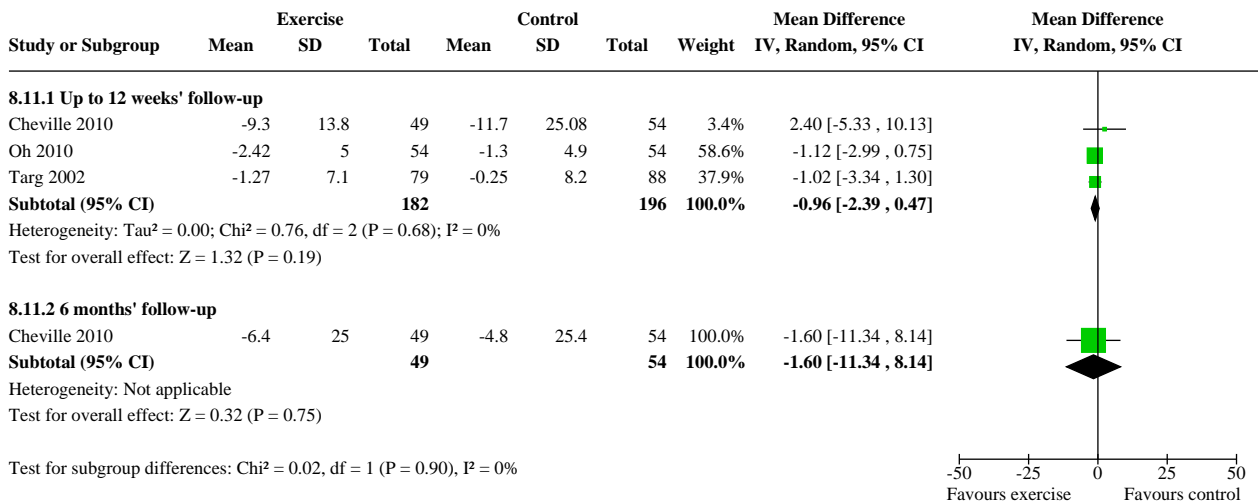 Exercise Control Mean Difference Mean Difference
Study or Subgroup Mean SD Total Mean SD Total Weight IV, Random, 95% CI IV, Random, 95% CI
8.11.1 Up to 12 weeks' follow-up
Cheville 2010 -9.3 13.8 49 -11.7 25.08 54 3.4% 2.40 [-5.33 , 10.13]
Oh 2010 -2.42 5 54 -1.3 4.9 54 58.6% -1.12 [-2.99 , 0.75]
Targ 2002 -1.27 7.1 79 -0.25 8.2 88 37.9% -1.02 [-3.34 , 1.30]
Subtotal (95% CI) 182 196 100.0% -0.96 [-2.39 , 0.47]
Heterogeneity: Tau² = 0.00; Chi² = 0.76, df = 2 (P = 0.68); I² = 0%
Test for overall effect: Z = 1.32 (P = 0.19)
8.11.2 6 months' follow-up
Cheville 2010 -6.4 25 49 -4.8 25.4 54 100.0% -1.60 [-11.34 , 8.14]
Subtotal (95% CI) 49 54 100.0% -1.60 [-11.34 , 8.14]
Heterogeneity: Not applicable
Test for overall effect: Z = 0.32 (P = 0.75)
Test for subgroup differences: Chi² = 0.02, df = 1 (P = 0.90), I² = 0%
-50 -25 0 25 50
Favours exercise Favours control